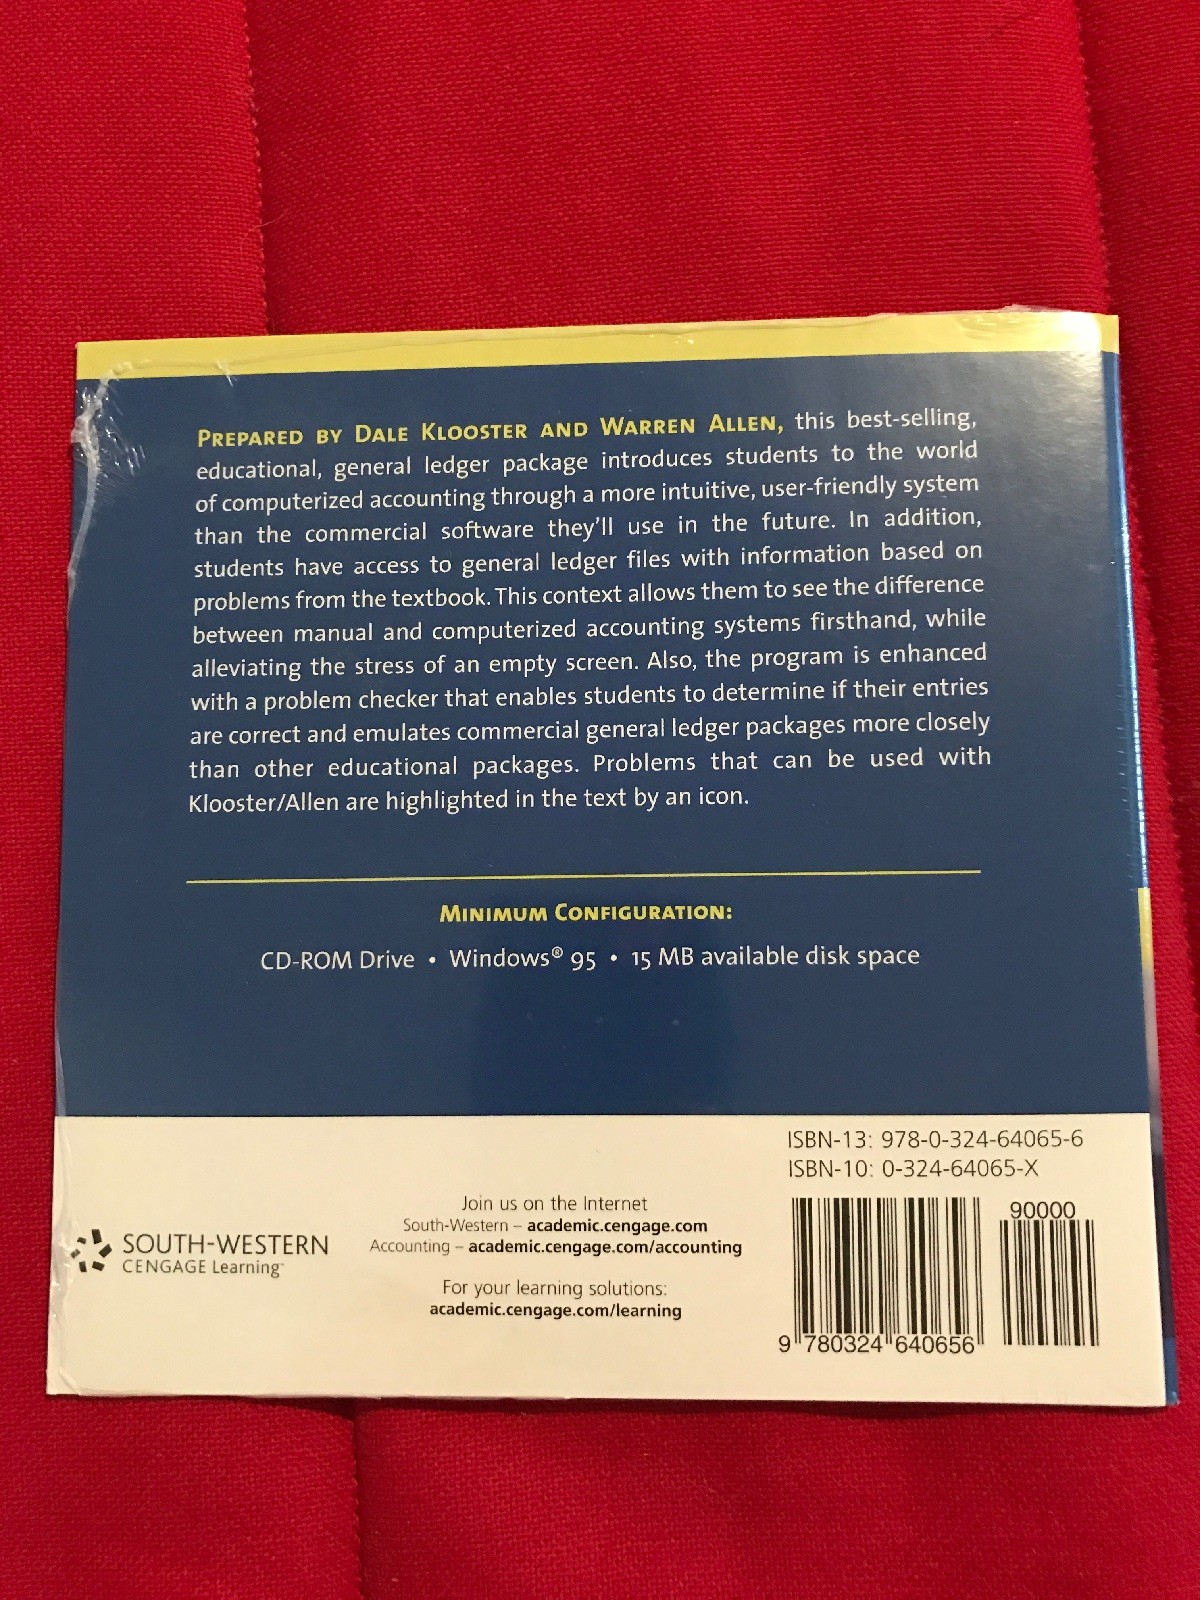 PREPARED BY DALE KLOOSTER AND WARREN ALLEN, this best-selling,
educational, general ledger package introduces students to the world
of computerized accounting through a more intuitive, user-friendly system
than the commercial software they'll use in the future. In addition,
students have access to general ledger files with information based on
problems from the textbook. This context allows them to see the difference
between manual and computerized accounting systems firsthand, while
alleviating the stress of an empty screen. Also, the program is enhanced
with a problem checker that enables students to determine if their entries
are correct and emulates commercial general ledger packages more closely
than other educational packages. Problems that can be used with
Klooster/Allen are highlighted in the text by an icon.
MINIMUM CONFIGURATION:
CD-ROM Drive • Windows® 95 • 15 MB available disk space
ISBN-13: 978-0-324-64065-6
ISBN-10: 0-324-64065-X
SOUTH-WESTERN
CENGAGE Learning™
Join us on the Internet
South-Western – academic.cengage.com
Accounting – academic.cengage.com/accounting
For your learning solutions:
academic.cengage.com/learning
90000
9 780324 640656